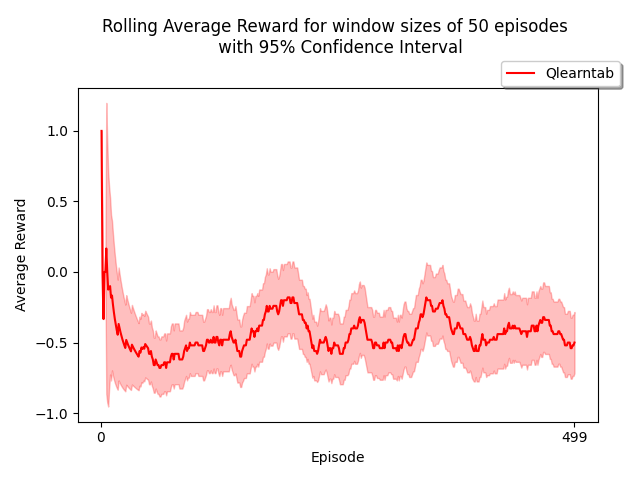 Rolling Average Reward for window sizes of 50 episodes
with 95% Confidence Interval
Qlearntab
1.0
0.5
0.0
−0.5
−1.0
Average Reward
0
499
Episode